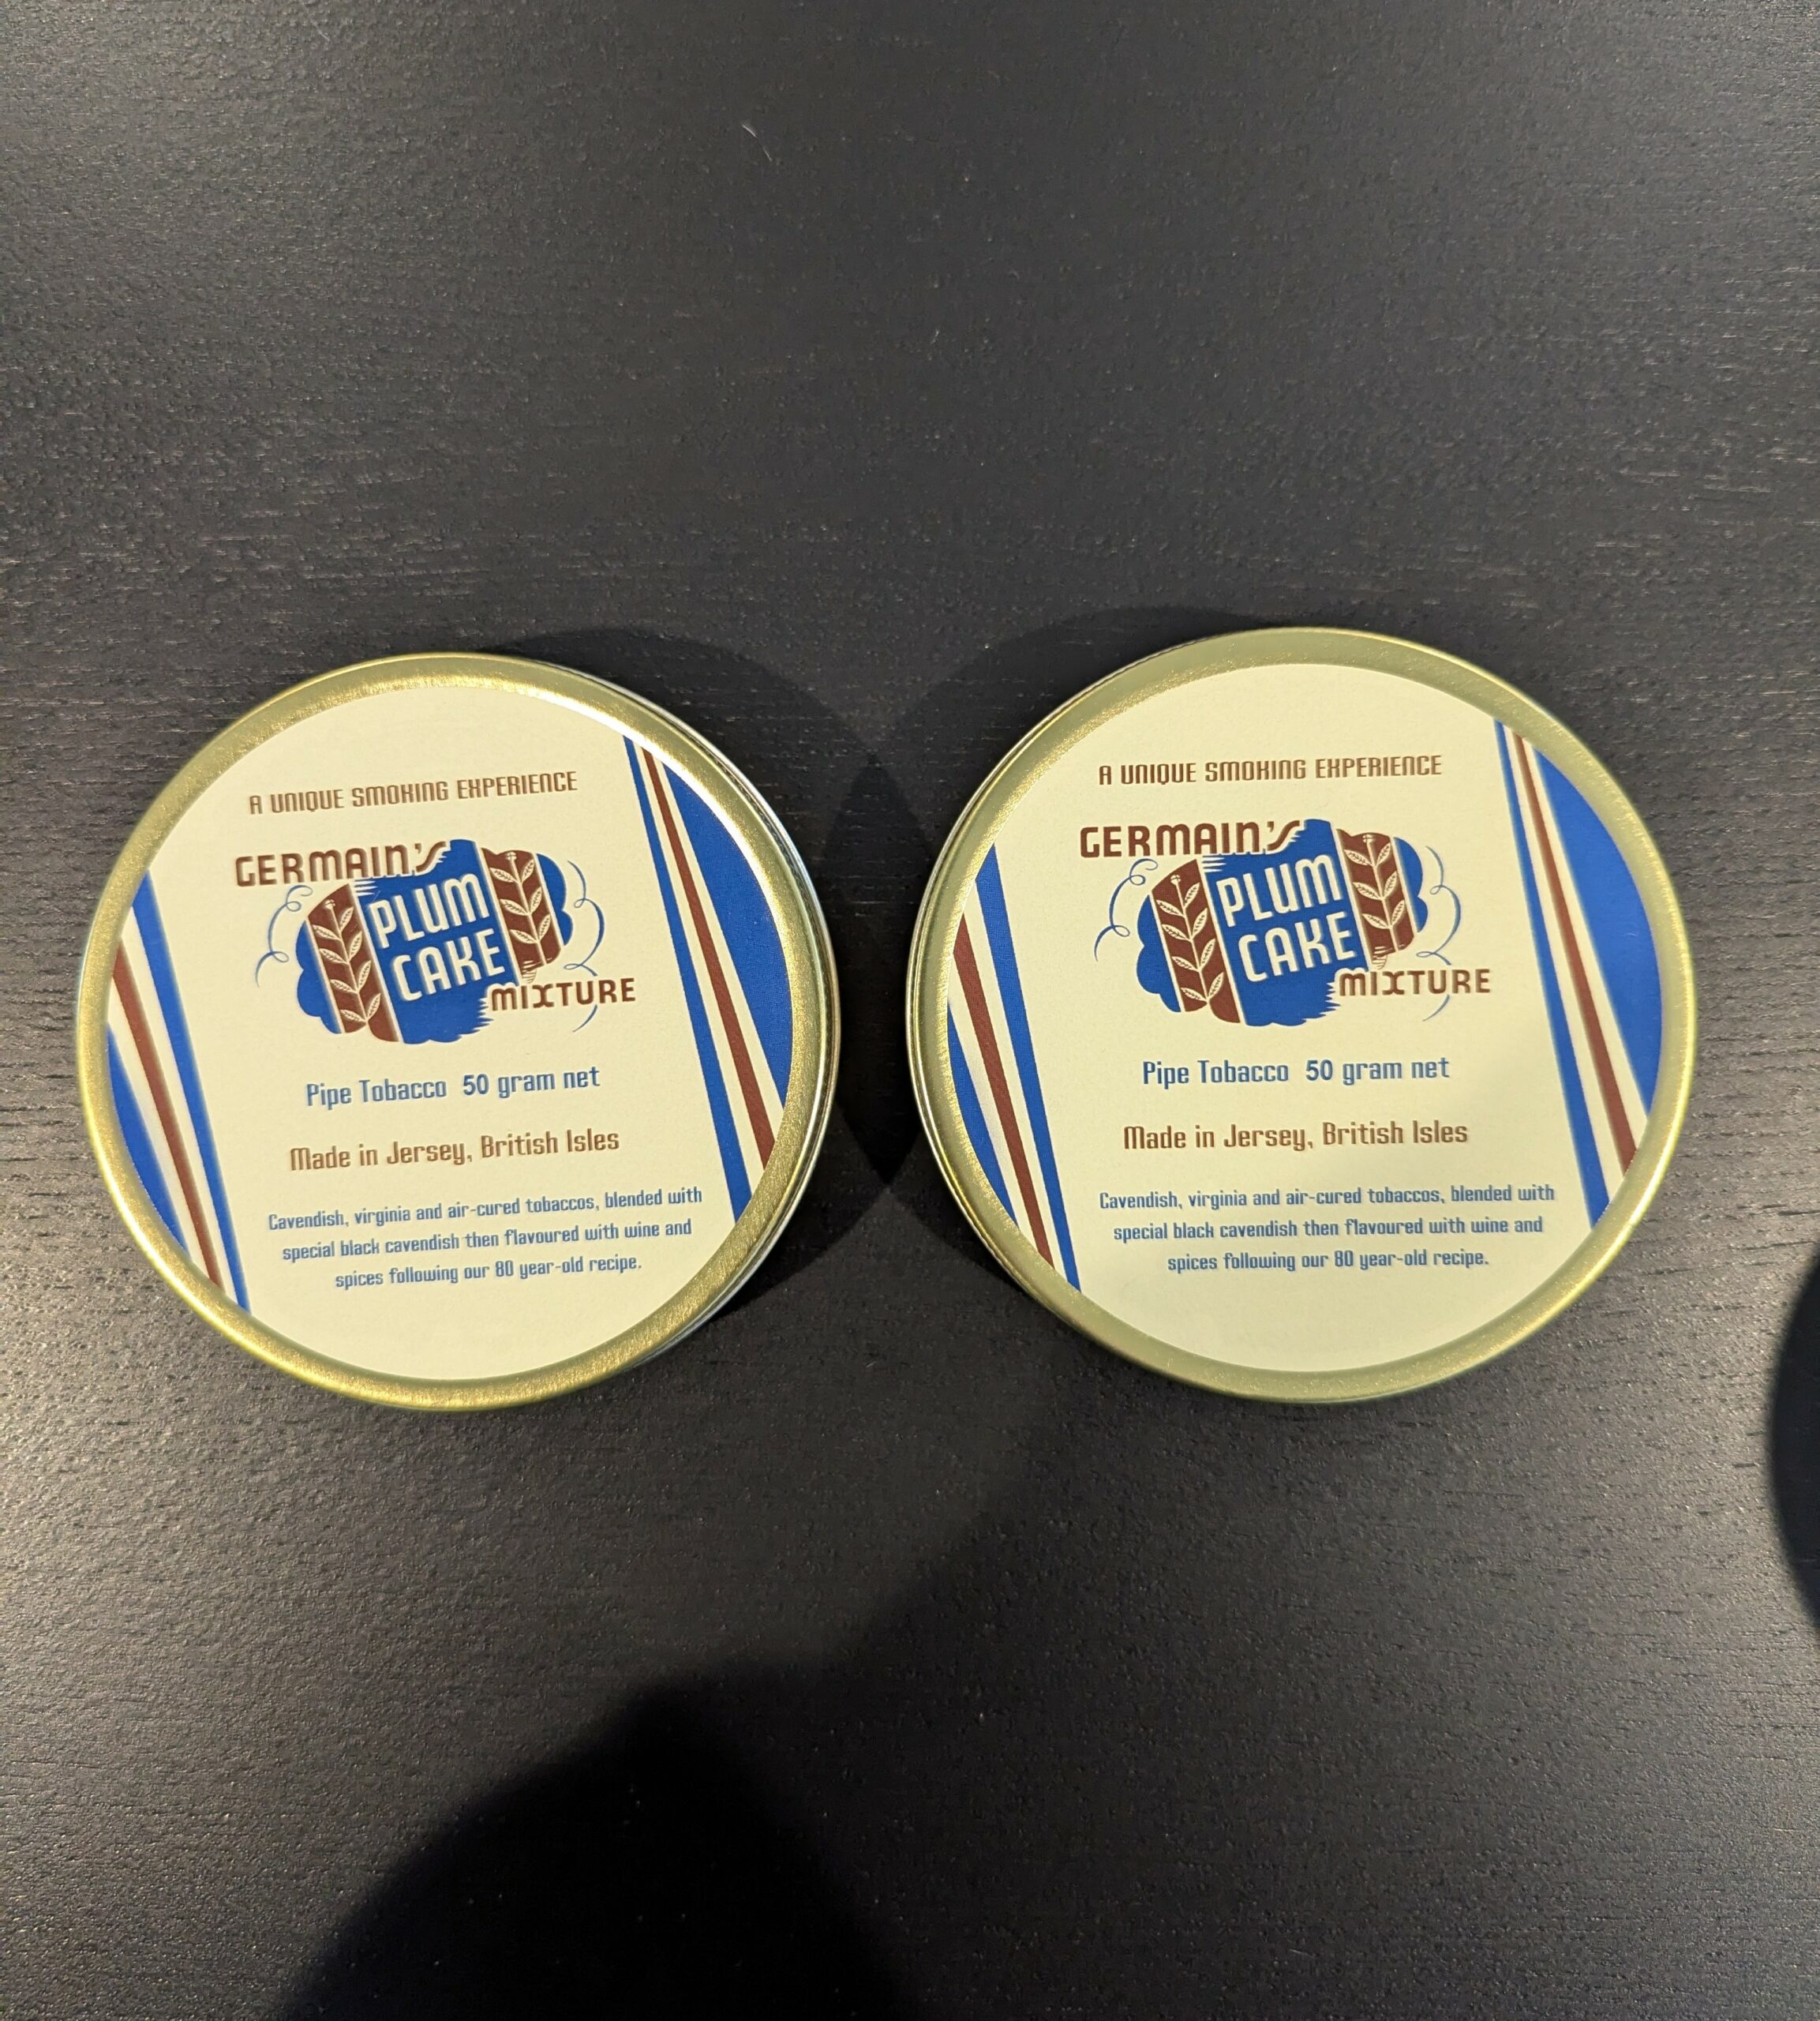 A UNIQUE SMOKING EXPERIENCE
GERMAIN'S
PLUM
CAKE
MIXTURE
Pipe Tobacco 50 gram net
Made in Jersey, British Isles
Cavendish, virginia and air-cured tobaccos, blended with
special black cavendish then flavoured with wine and
spices following our 80 year-old recipe.
A UNIQUE SMOKING EXPERIENCE
GERMAIN'S
PLUM
CAKE
MIXTURE
Pipe Tobacco 50 gram net
Made in Jersey, British Isles
Cavendish, virginia and air-cured tobaccos, blended with
special black cavendish then flavoured with wine and
spices following our 80 year-old recipe.